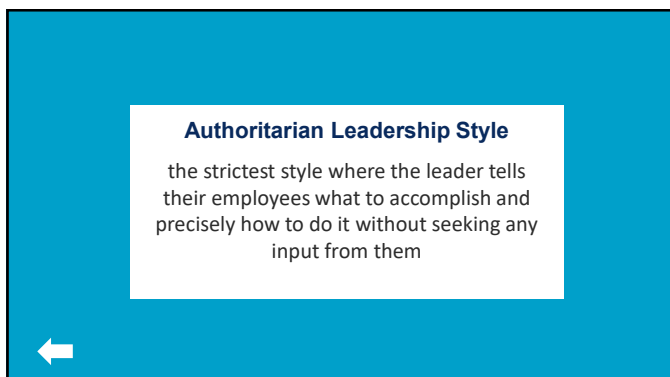 Authoritarian Leadership Style
the strictest style where the leader tells
their employees what to accomplish and
precisely how to do it without seeking any
input from them